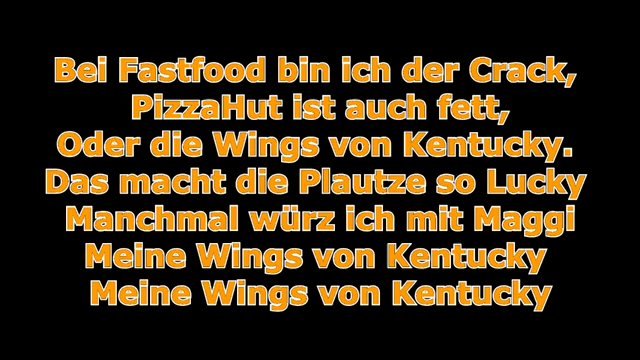 Bei Fastfood bin ich der Crack,
PizzaHut ist auch fett,
Oder die Wings von Kentucky.
Das macht die Plautze so Lucky
Manchmal würz ich mit Maggi
Meine Wings von Kentucky
Meine Wings von Kentucky